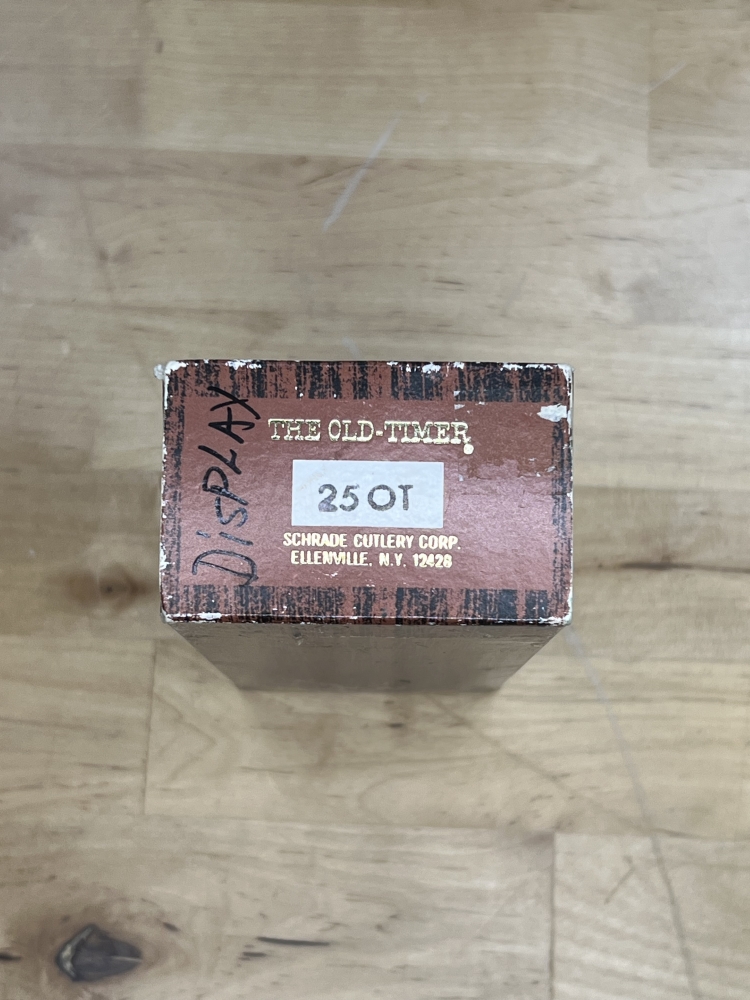 DiSPLAY
THE OLD-TIMER
25 OT
SCHRADE CUTLERY CORP.
ELLENVILLE, N.Y. 12428